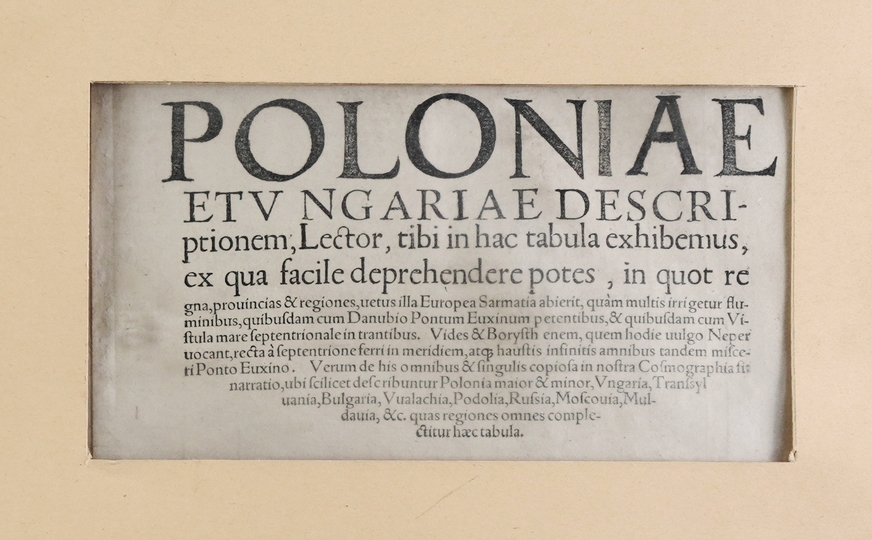 POLONIAE
ETV NGARIAE DESCRI-
ptionem, Lector, tibi in hac tabula exhibemus,
ex qua facile deprehendere potes , in quot re
gna, prouincias & regiones, uetus illa Europea Sarmatia abierit, quàm multis irrigetur flu-
minibus, quibuſdam cum Danubio Pontum Euxinum petentibus, & quibuſdam cum Vi-
ſtula mare ſeptentrionale in trantibus. Vides & Boryſth enem, quem hodie uulgo Neper
uocant, recta à ſeptentrione ferri in meridiem, atq; hauſtis infinitis amnibus tandem miſce-
ri Ponto Euxino. Verum de his omnibus & ſingulis copioſa in noſtra Coſmographia fit
narratio, ubi ſcilicet deſcribuntur Polonia maior & minor, Vngaria, Tranſsyl
uania, Bulgaria, Vualachia, Podolia, Ruſsia, Moſcouia, Mul-
dauia, &c. quas regiones omnes comple-
ctitur hæc tabula.